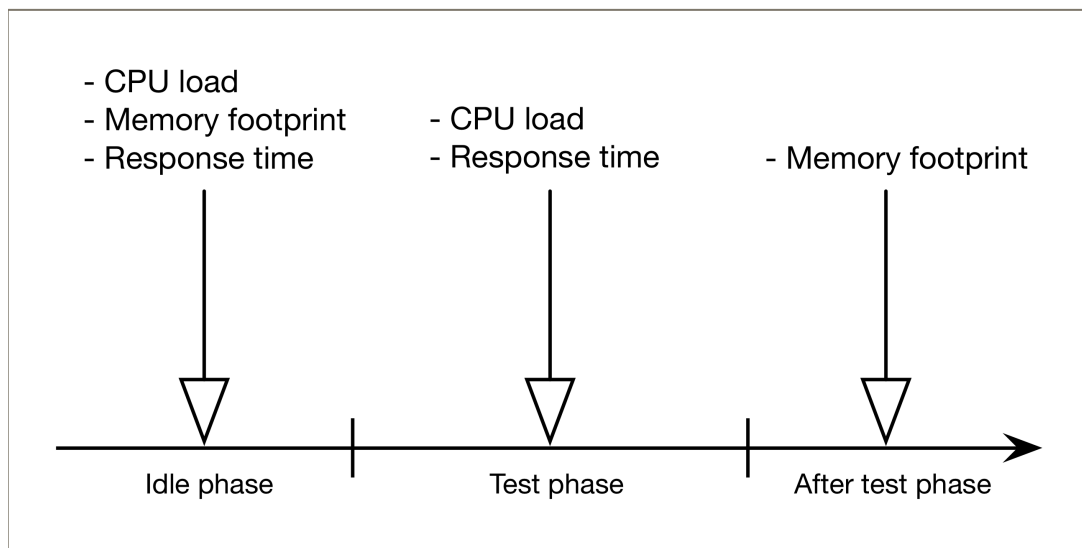 - CPU load
- Memory footprint
- Response time
- CPU load
- Response time
- Memory footprint
Idle phase
Test phase
After test phase